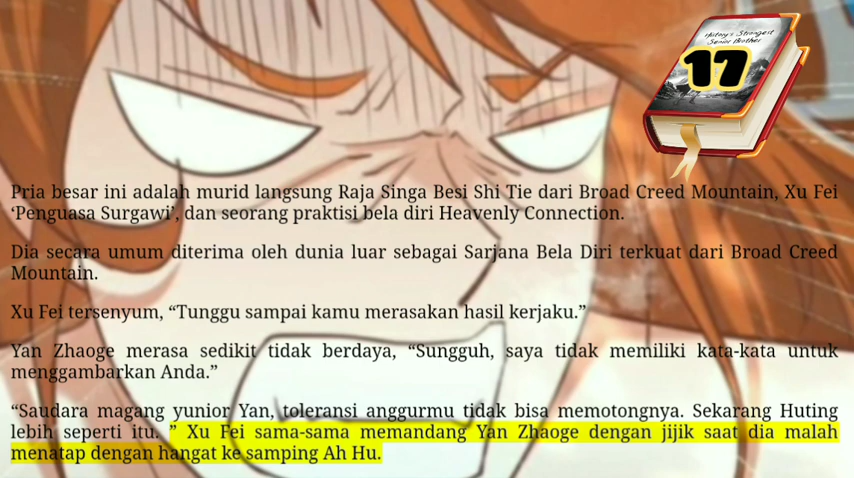 History's Strongest
Senior Brother
17
Pria besar ini adalah murid langsung Raja Singa Besi Shi Tie dari Broad Creed Mountain, Xu Fei
‘Penguasa Surgawi’, dan seorang praktisi bela diri Heavenly Connection.
Dia secara umum diterima oleh dunia luar sebagai Sarjana Bela Diri terkuat dari Broad Creed
Mountain.
Xu Fei tersenyum, “Tunggu sampai kamu merasakan hasil kerjaku.”
Yan Zhaoge merasa sedikit tidak berdaya, “Sungguh, saya tidak memiliki kata-kata untuk
menggambarkan Anda.”
“Saudara magang yunior Yan, toleransi anggurmu tidak bisa memotongnya. Sekarang Huting
lebih seperti itu. ” Xu Fei sama-sama memandang Yan Zhaoge dengan jijik saat dia malah
menatap dengan hangat ke samping Ah Hu.